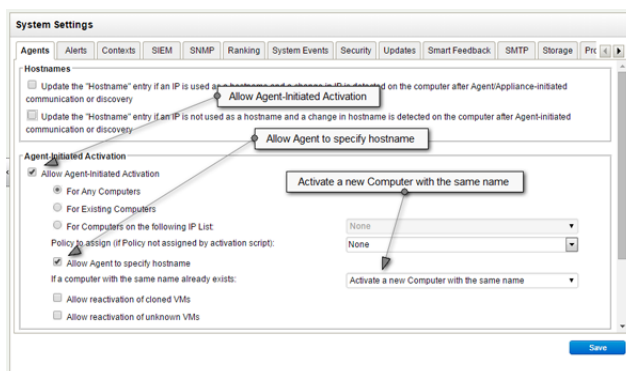 System Settings
Agents Alerts Contexts SIEM SNMP Ranking System Events Security Updates Smart Feedback SMTP Storage Pro
Hostnames
Update the "Hostname" entry if an IP is used as a hostname and a change in IP is detected on the computer after Agent/Appliance-initiated
communication or discovery
Allow Agent-Initiated Activation
Update the "Hostname" entry if an IP is not used as a hostname and a change in hostname is detected on the computer after Agent-initiated
communication or discovery
Allow Agent to specify hostname
Agent-Initiated Activation
Allow Agent-Initiated Activation
Activate a new Computer with the same name
For Any Computers
For Existing Computers
For Computers on the following IP List: None
Policy to assign (if Policy not assigned by activation script): None
Allow Agent to specify hostname
If a computer with the same name already exists: Activate a new Computer with the same name
Allow reactivation of cloned VMs
Allow reactivation of unknown VMs
Save